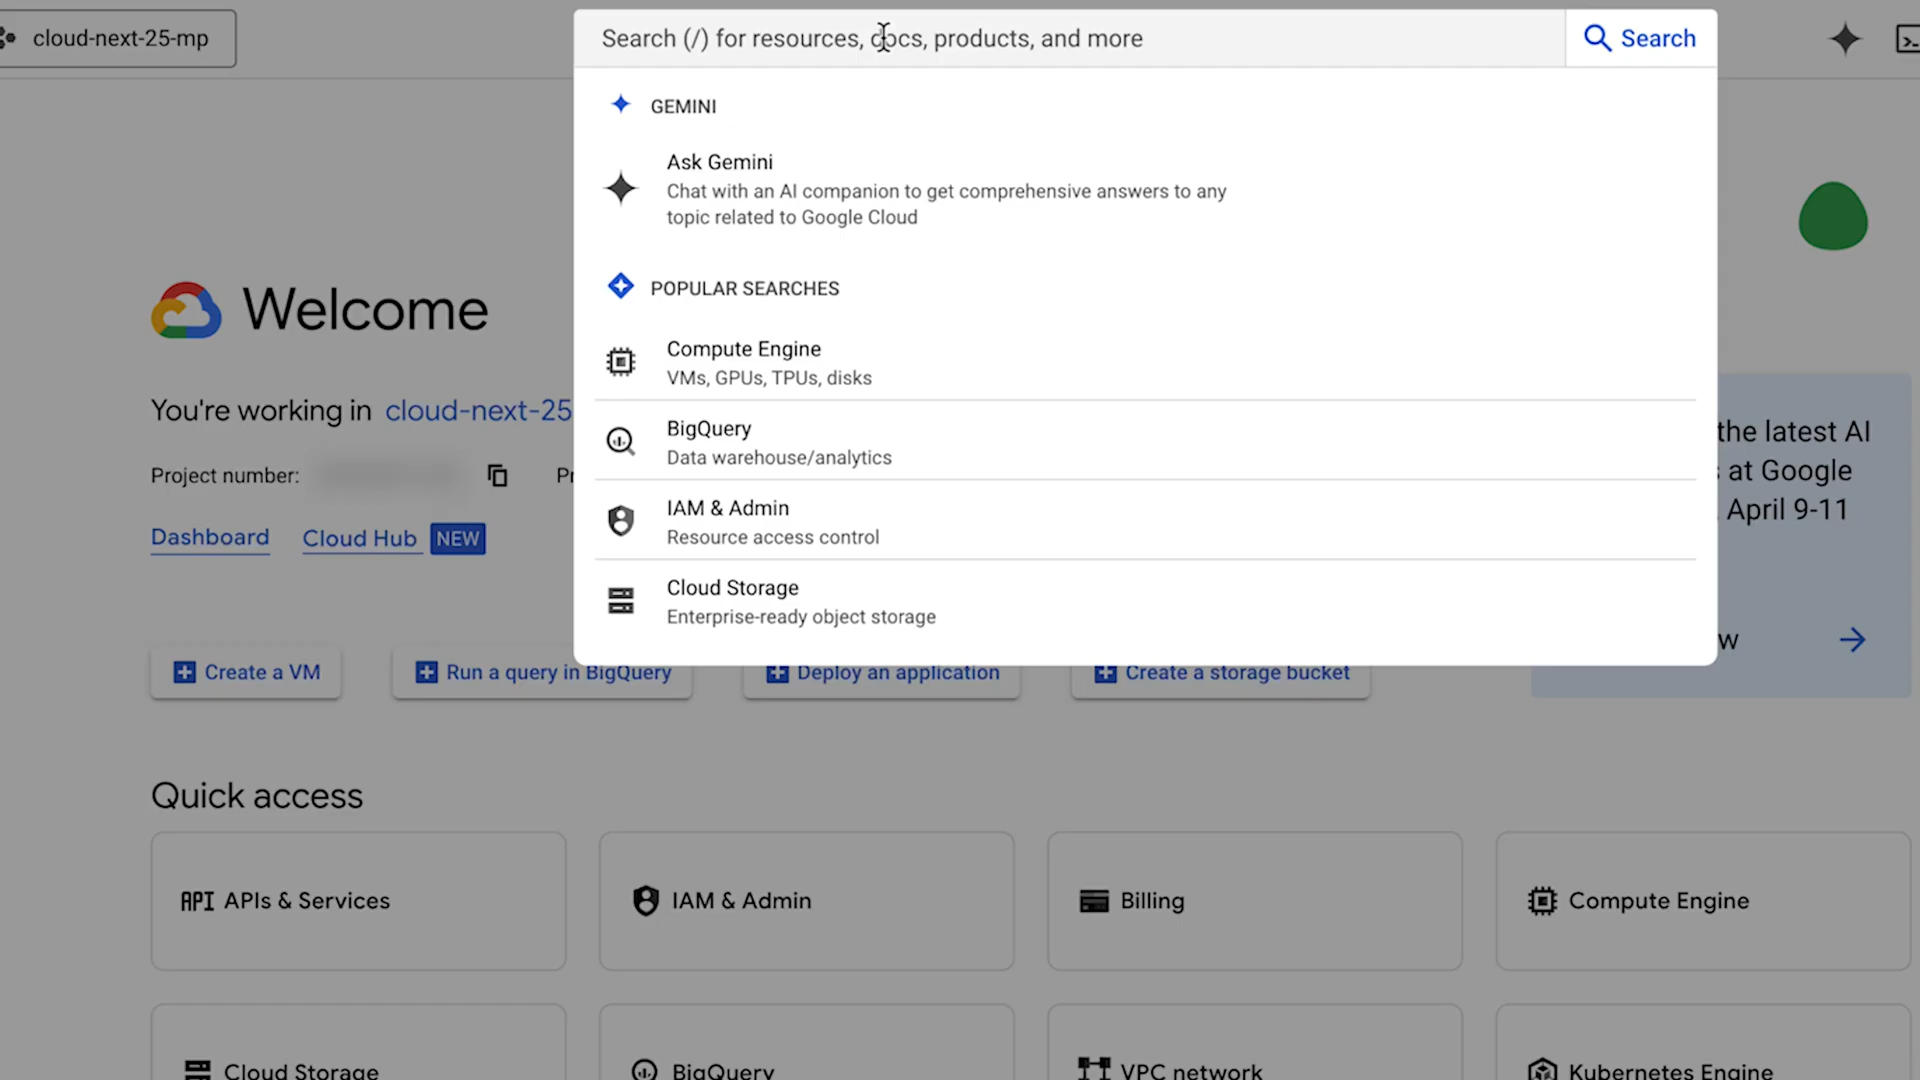 cloud-next-25-mp
Search (/) for resources, docs, products, and more
Search
GEMINI
Ask Gemini
Chat with an AI companion to get comprehensive answers to any
topic related to Google Cloud
POPULAR SEARCHES
Compute Engine
VMs, GPUs, TPUs, disks
BigQuery
Data warehouse/analytics
IAM & Admin
Resource access control
Cloud Storage
Enterprise-ready object storage
Welcome
You're working in cloud-next-25
Project number:
Pr
Dashboard
Cloud Hub
NEW
the latest AI
at Google
April 9-11
w
Create a VM
Run a query in BigQuery
Deploy an application
Create a storage bucket
Quick access
API APIs & Services
IAM & Admin
Billing
Compute Engine
Cloud Storage
BigQuery
VPC network
Kubernetes Engine